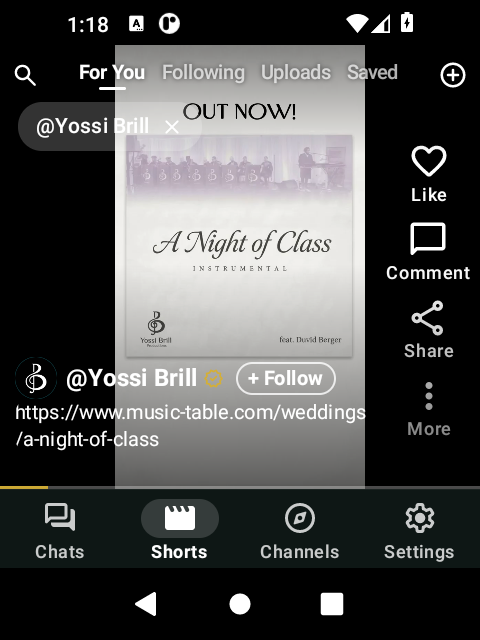 1:18
For You Following Uploads Saved
OUT NOW!
@Yossi Brill
Like
A Night of Class
INSTRUMENTAL
Comment
Yossi Brill
feat. David Berger
Share
@Yossi Brill + Follow
https://www.music-table.com/weddings
/a-night-of-class
More
Chats Shorts Channels Settings